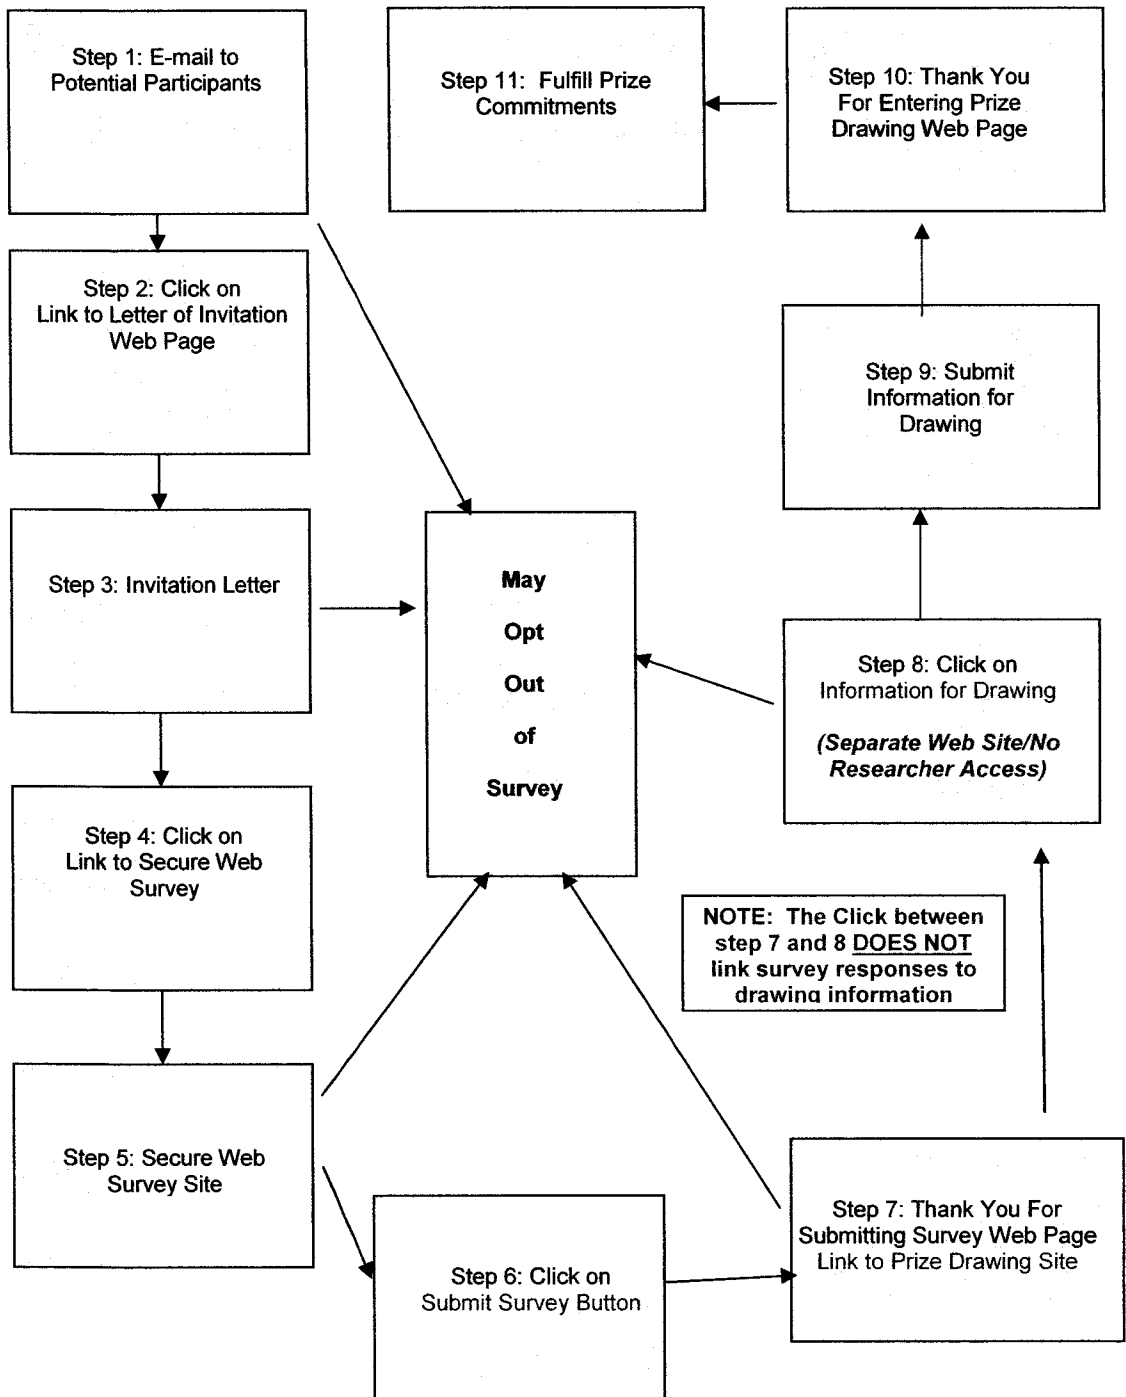 Step 1: E-mail to
Potential Participants
Step 2: Click on
Link to Letter of Invitation
Web Page
Step 3: Invitation Letter
Step 4: Click on
Link to Secure Web
Survey
Step 5: Secure Web
Survey Site
Step 6: Click on
Submit Survey Button
Step 7: Thank You For
Submitting Survey Web Page
Link to Prize Drawing Site
NOTE: The Click between
step 7 and 8 DOES NOT
link survey responses to
drawing information
Step 8: Click on
Information for Drawing
(Separate Web Site/No
Researcher Access)
Step 9: Submit
Information for
Drawing
Step 10: Thank You
For Entering Prize
Drawing Web Page
Step 11: Fulfill Prize
Commitments
May
Opt
Out
of
Survey